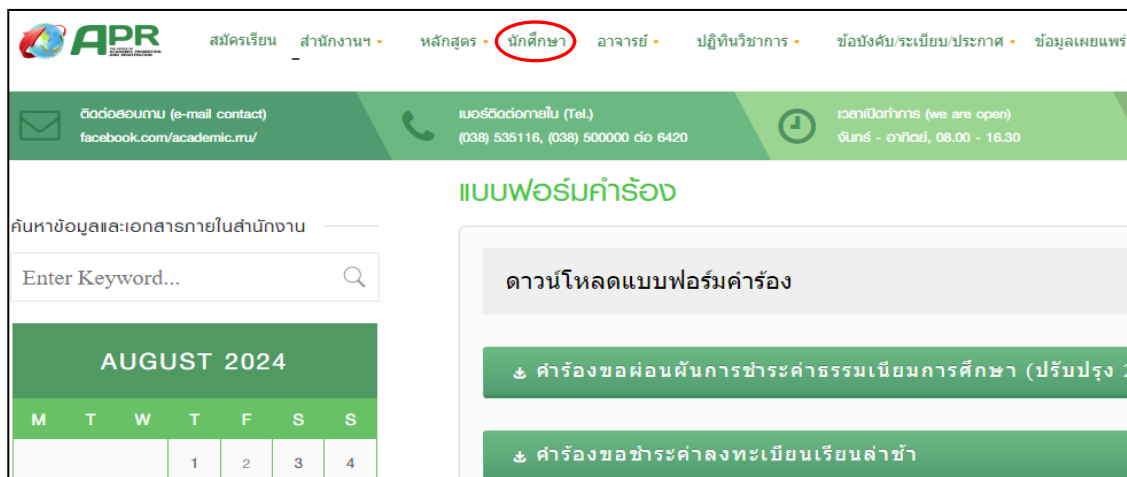 APR
THE OFFICE OF
ACADEMIC PROMOTION
AND REGISTRATION
สมัครเรียน สำนักงานฯ หลักสูตร นักศึกษา อาจารย์ ปฏิทินวิชาการ ข้อบังคับ/ระเบียบ/ประกาศ ข้อมูลเผยแพร่
ติดต่อสอบถาม (e-mail contact)
facebook.com/academic.rru/
เบอร์ติดต่อภายใน (Tel.)
(038) 535116, (038) 500000 ต่อ 6420
เวลาเปิดทำการ (we are open)
จันทร์ - อาทิตย์, 08.00 - 16.30
แบบฟอร์มคำร้อง
ค้นหาข้อมูลและเอกสารภายในสำนักงาน
Enter Keyword...
ดาวน์โหลดแบบฟอร์มคำร้อง
AUGUST 2024
M T W T F S S
1 2 3 4
คำร้องขอผ่อนผันการชำระค่าธรรมเนียมการศึกษา (ปรับปรุง
คำร้องขอชำระค่าลงทะเบียนเรียนล่าช้า